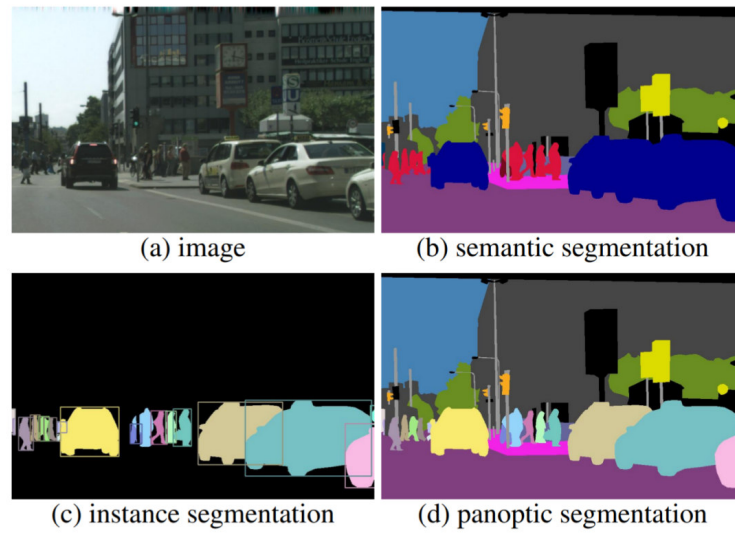 (a) image
(b) semantic segmentation
(c) instance segmentation
(d) panoptic segmentation